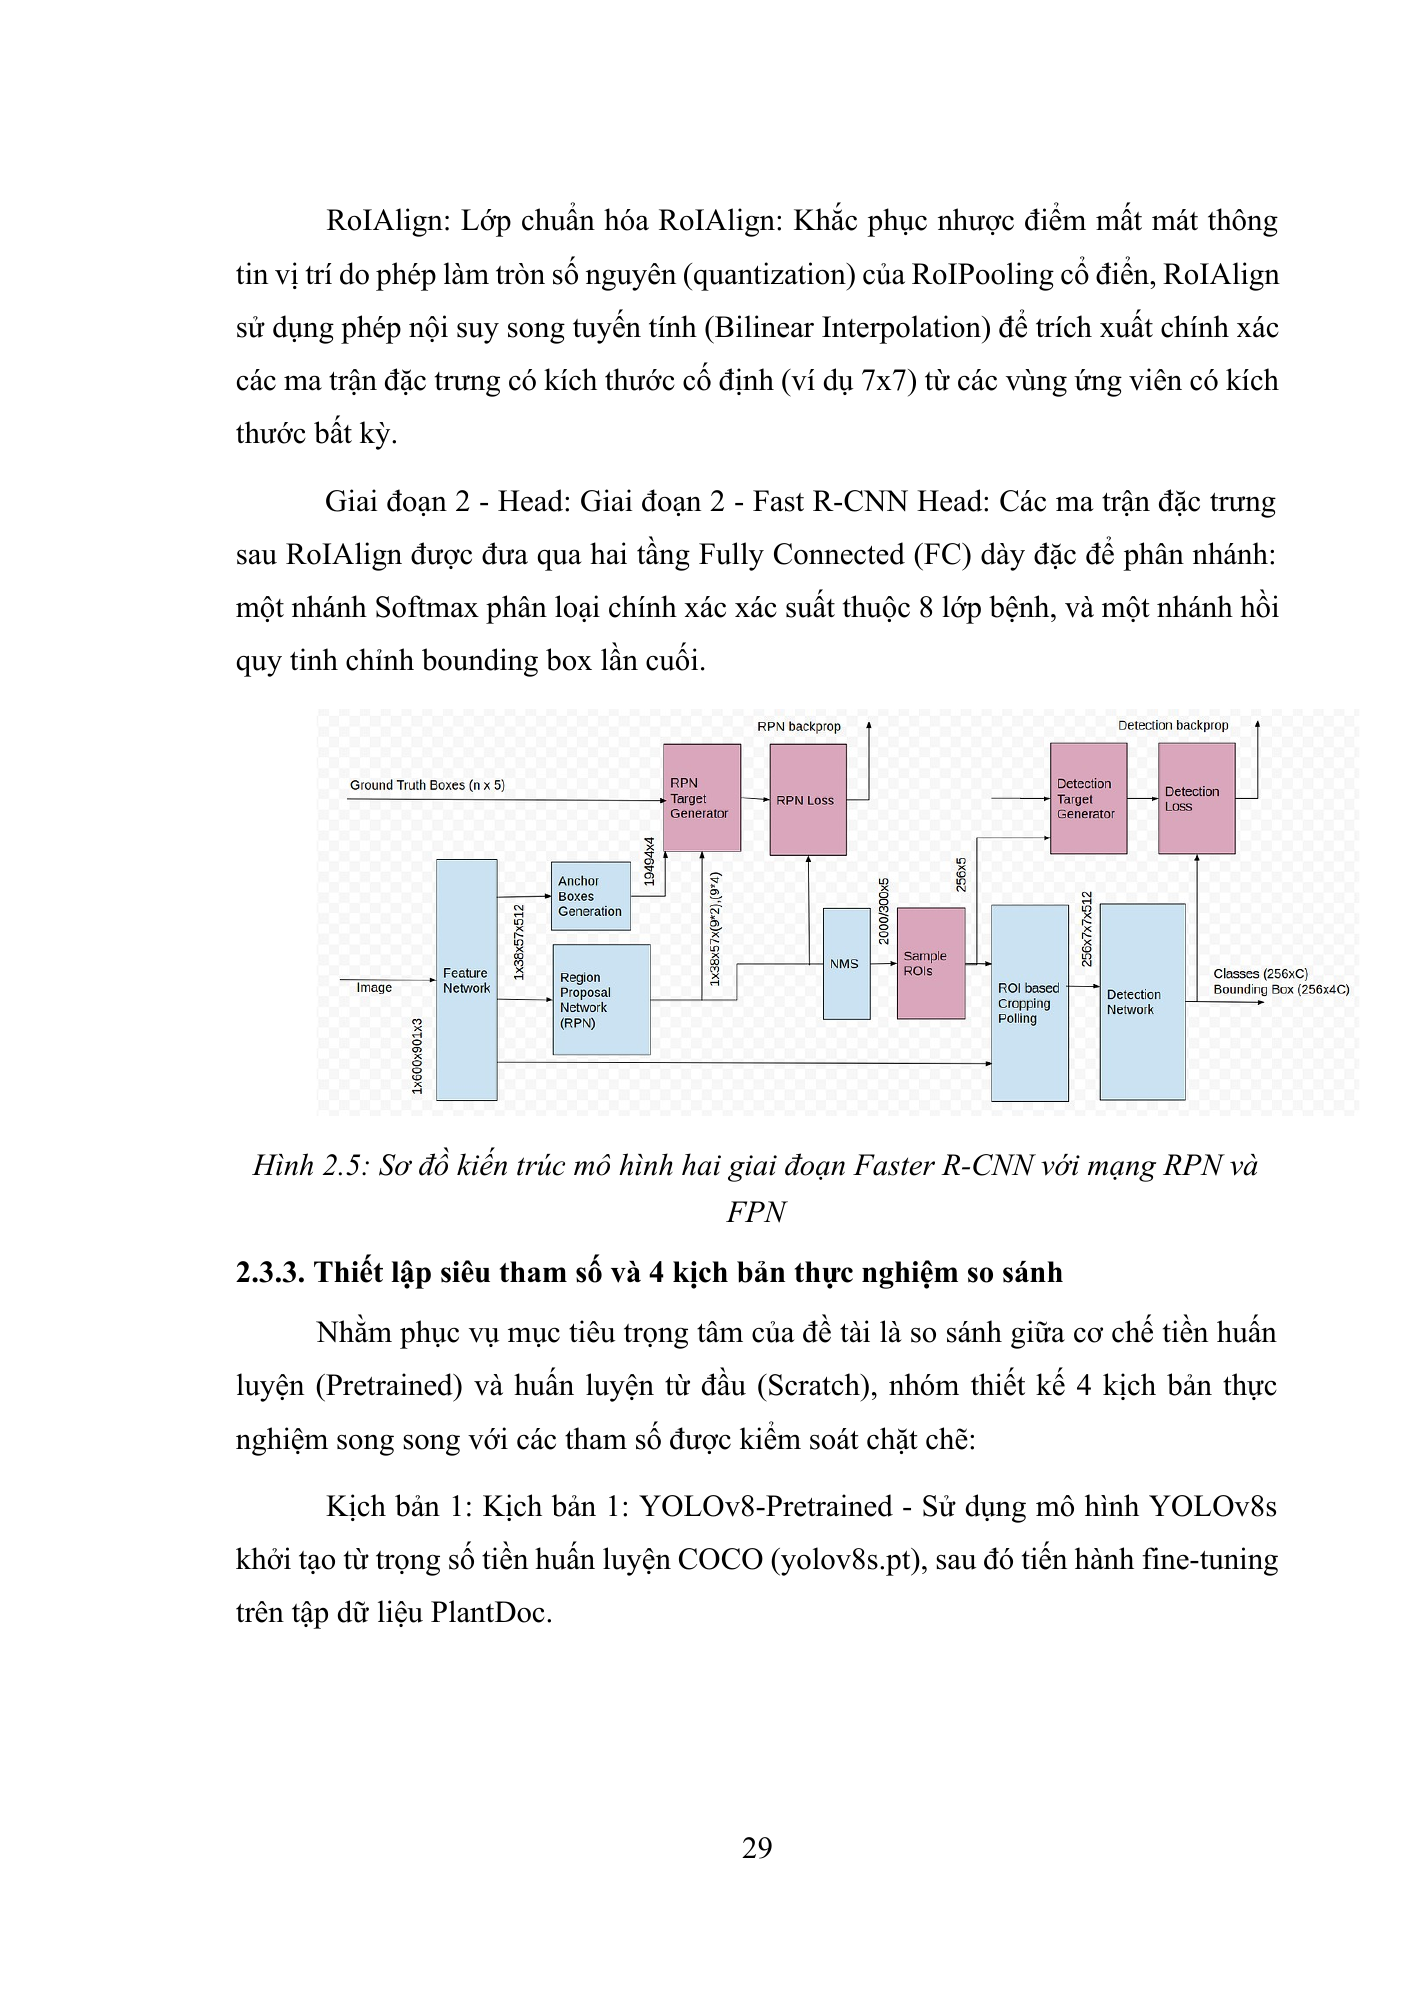 RoIAlign: Lớp chuẩn hóa RoIAlign: Khắc phục nhược điểm mất mát thông
tin vị trí do phép làm tròn số nguyên (quantization) của RoIPooling cổ điển, RoIAlign
sử dụng phép nội suy song tuyến tính (Bilinear Interpolation) để trích xuất chính xác
các ma trận đặc trưng có kích thước cố định (ví dụ 7x7) từ các vùng ứng viên có kích
thước bất kỳ.
Giai đoạn 2 - Head: Giai đoạn 2 - Fast R-CNN Head: Các ma trận đặc trưng
sau RoIAlign được đưa qua hai tầng Fully Connected (FC) dày đặc để phân nhánh:
một nhánh Softmax phân loại chính xác xác suất thuộc 8 lớp bệnh, và một nhánh hồi
quy tinh chỉnh bounding box lần cuối.
RPN backprop
Detection backprop
Ground Truth Boxes (n x 5)
RPN
Target
Generator
RPN Loss
Detection
Target
Generator
Detection
Loss
19494x4
Anchor
Boxes
Generation
1x38x57x512
1x38x57x(9*2),(9*4)
2000/300x5
256x5
256x7x7x512
Image
1x600x901x3
Feature
Network
Region
Proposal
Network
(RPN)
NMS
Sample
ROIs
ROI based
Cropping
Polling
Detection
Network
Classes (256xC)
Bounding Box (256x4C)
Hình 2.5: Sơ đồ kiến trúc mô hình hai giai đoạn Faster R-CNN với mạng RPN và
FPN
2.3.3. Thiết lập siêu tham số và 4 kịch bản thực nghiệm so sánh
Nhằm phục vụ mục tiêu trọng tâm của đề tài là so sánh giữa cơ chế tiền huấn
luyện (Pretrained) và huấn luyện từ đầu (Scratch), nhóm thiết kế 4 kịch bản thực
nghiệm song song với các tham số được kiểm soát chặt chẽ:
Kịch bản 1: Kịch bản 1: YOLOv8-Pretrained - Sử dụng mô hình YOLOv8s
khởi tạo từ trọng số tiền huấn luyện COCO (yolov8s.pt), sau đó tiến hành fine-tuning
trên tập dữ liệu PlantDoc.
29